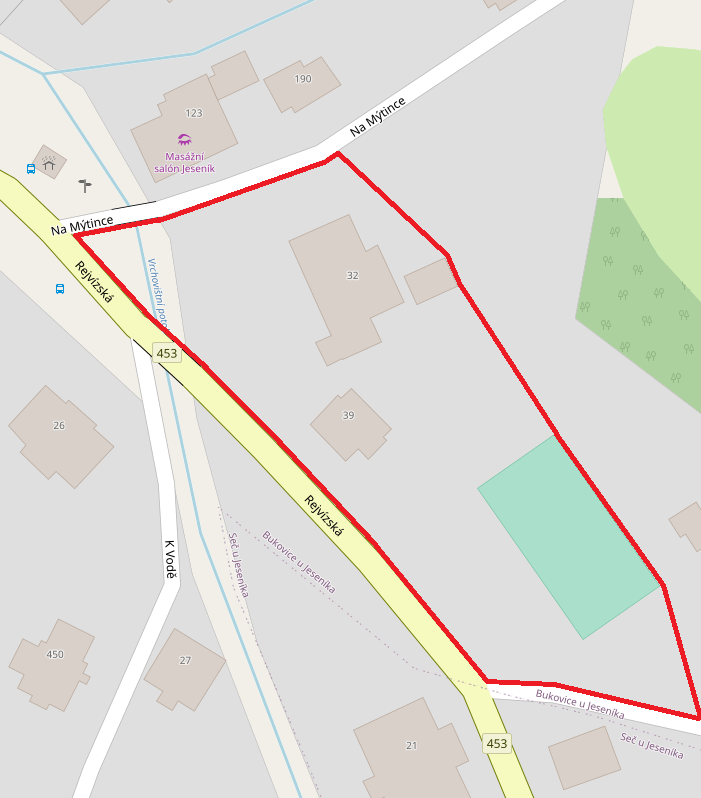 190
123
Na Mýtince
Masážní
salón Jeseník
Na Mýtince
32
Rejvízská
Vrchovištní poto
453
26
39
Rejvízská
Bukovice u Jeseníka
Seč u Jeseníka
K Vodě
450
27
Bukovice u Jeseníka
Seč u Jeseníka
21
453